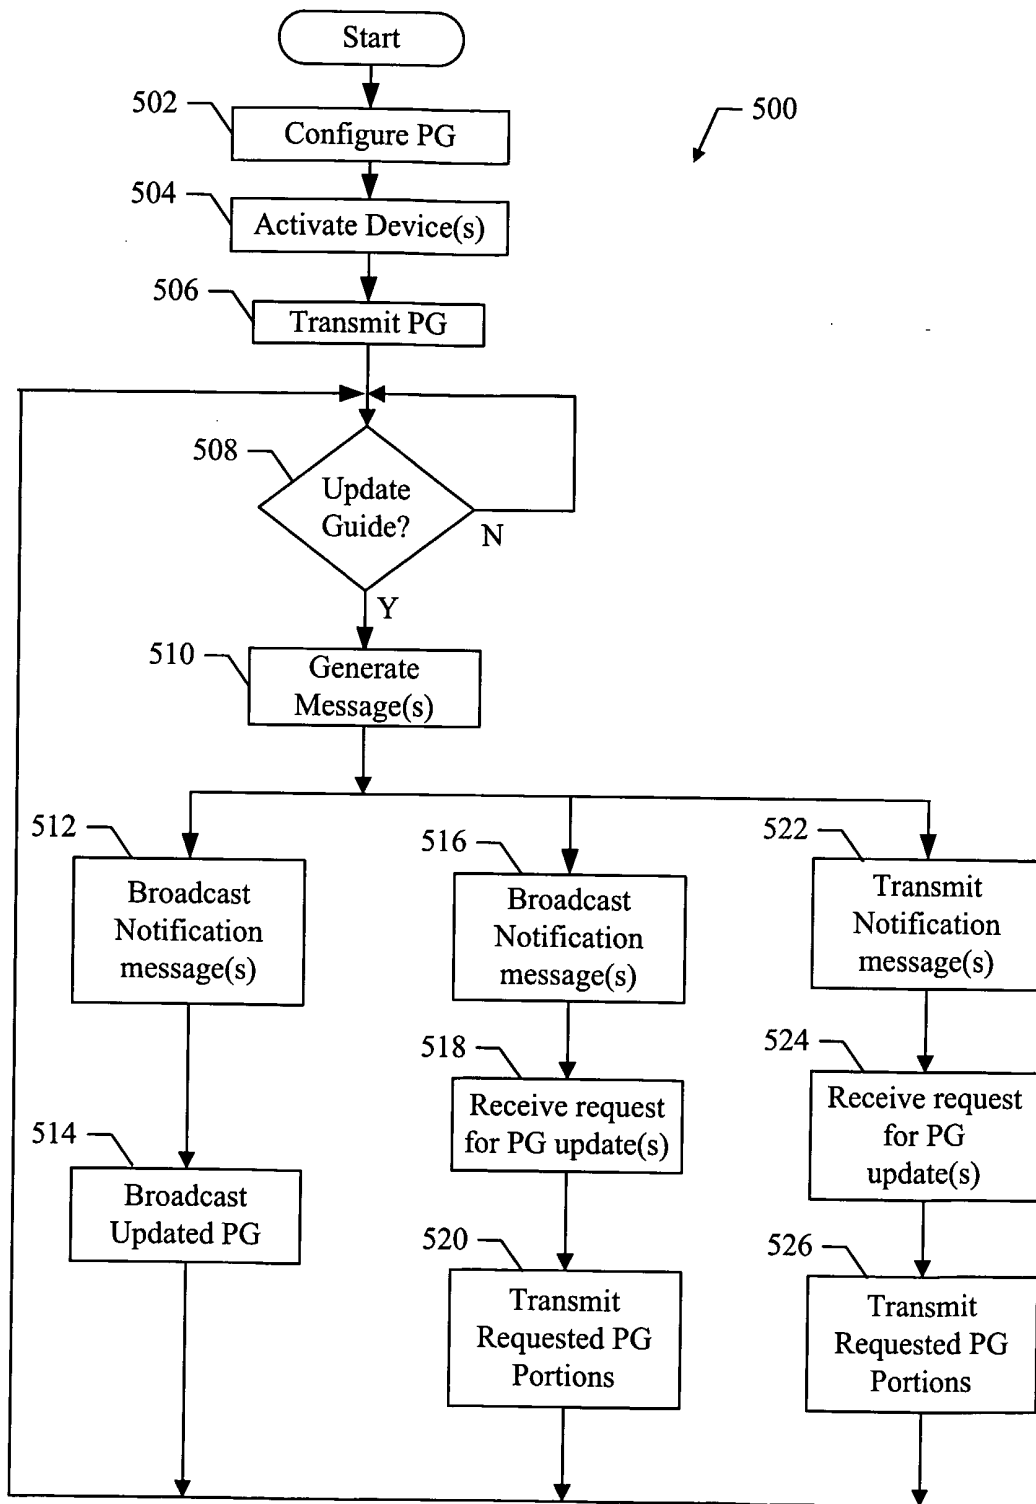 Start
502
Configure PG
500
504
Activate Device(s)
506
Transmit PG
508
Update
Guide?
N
Y
510
Generate
Message(s)
512
Broadcast
Notification
message(s)
514
Broadcast
Updated PG
516
Broadcast
Notification
message(s)
518
Receive request
for PG update(s)
520
Transmit
Requested PG
Portions
522
Transmit
Notification
message(s)
524
Receive request
for PG
update(s)
526
Transmit
Requested PG
Portions